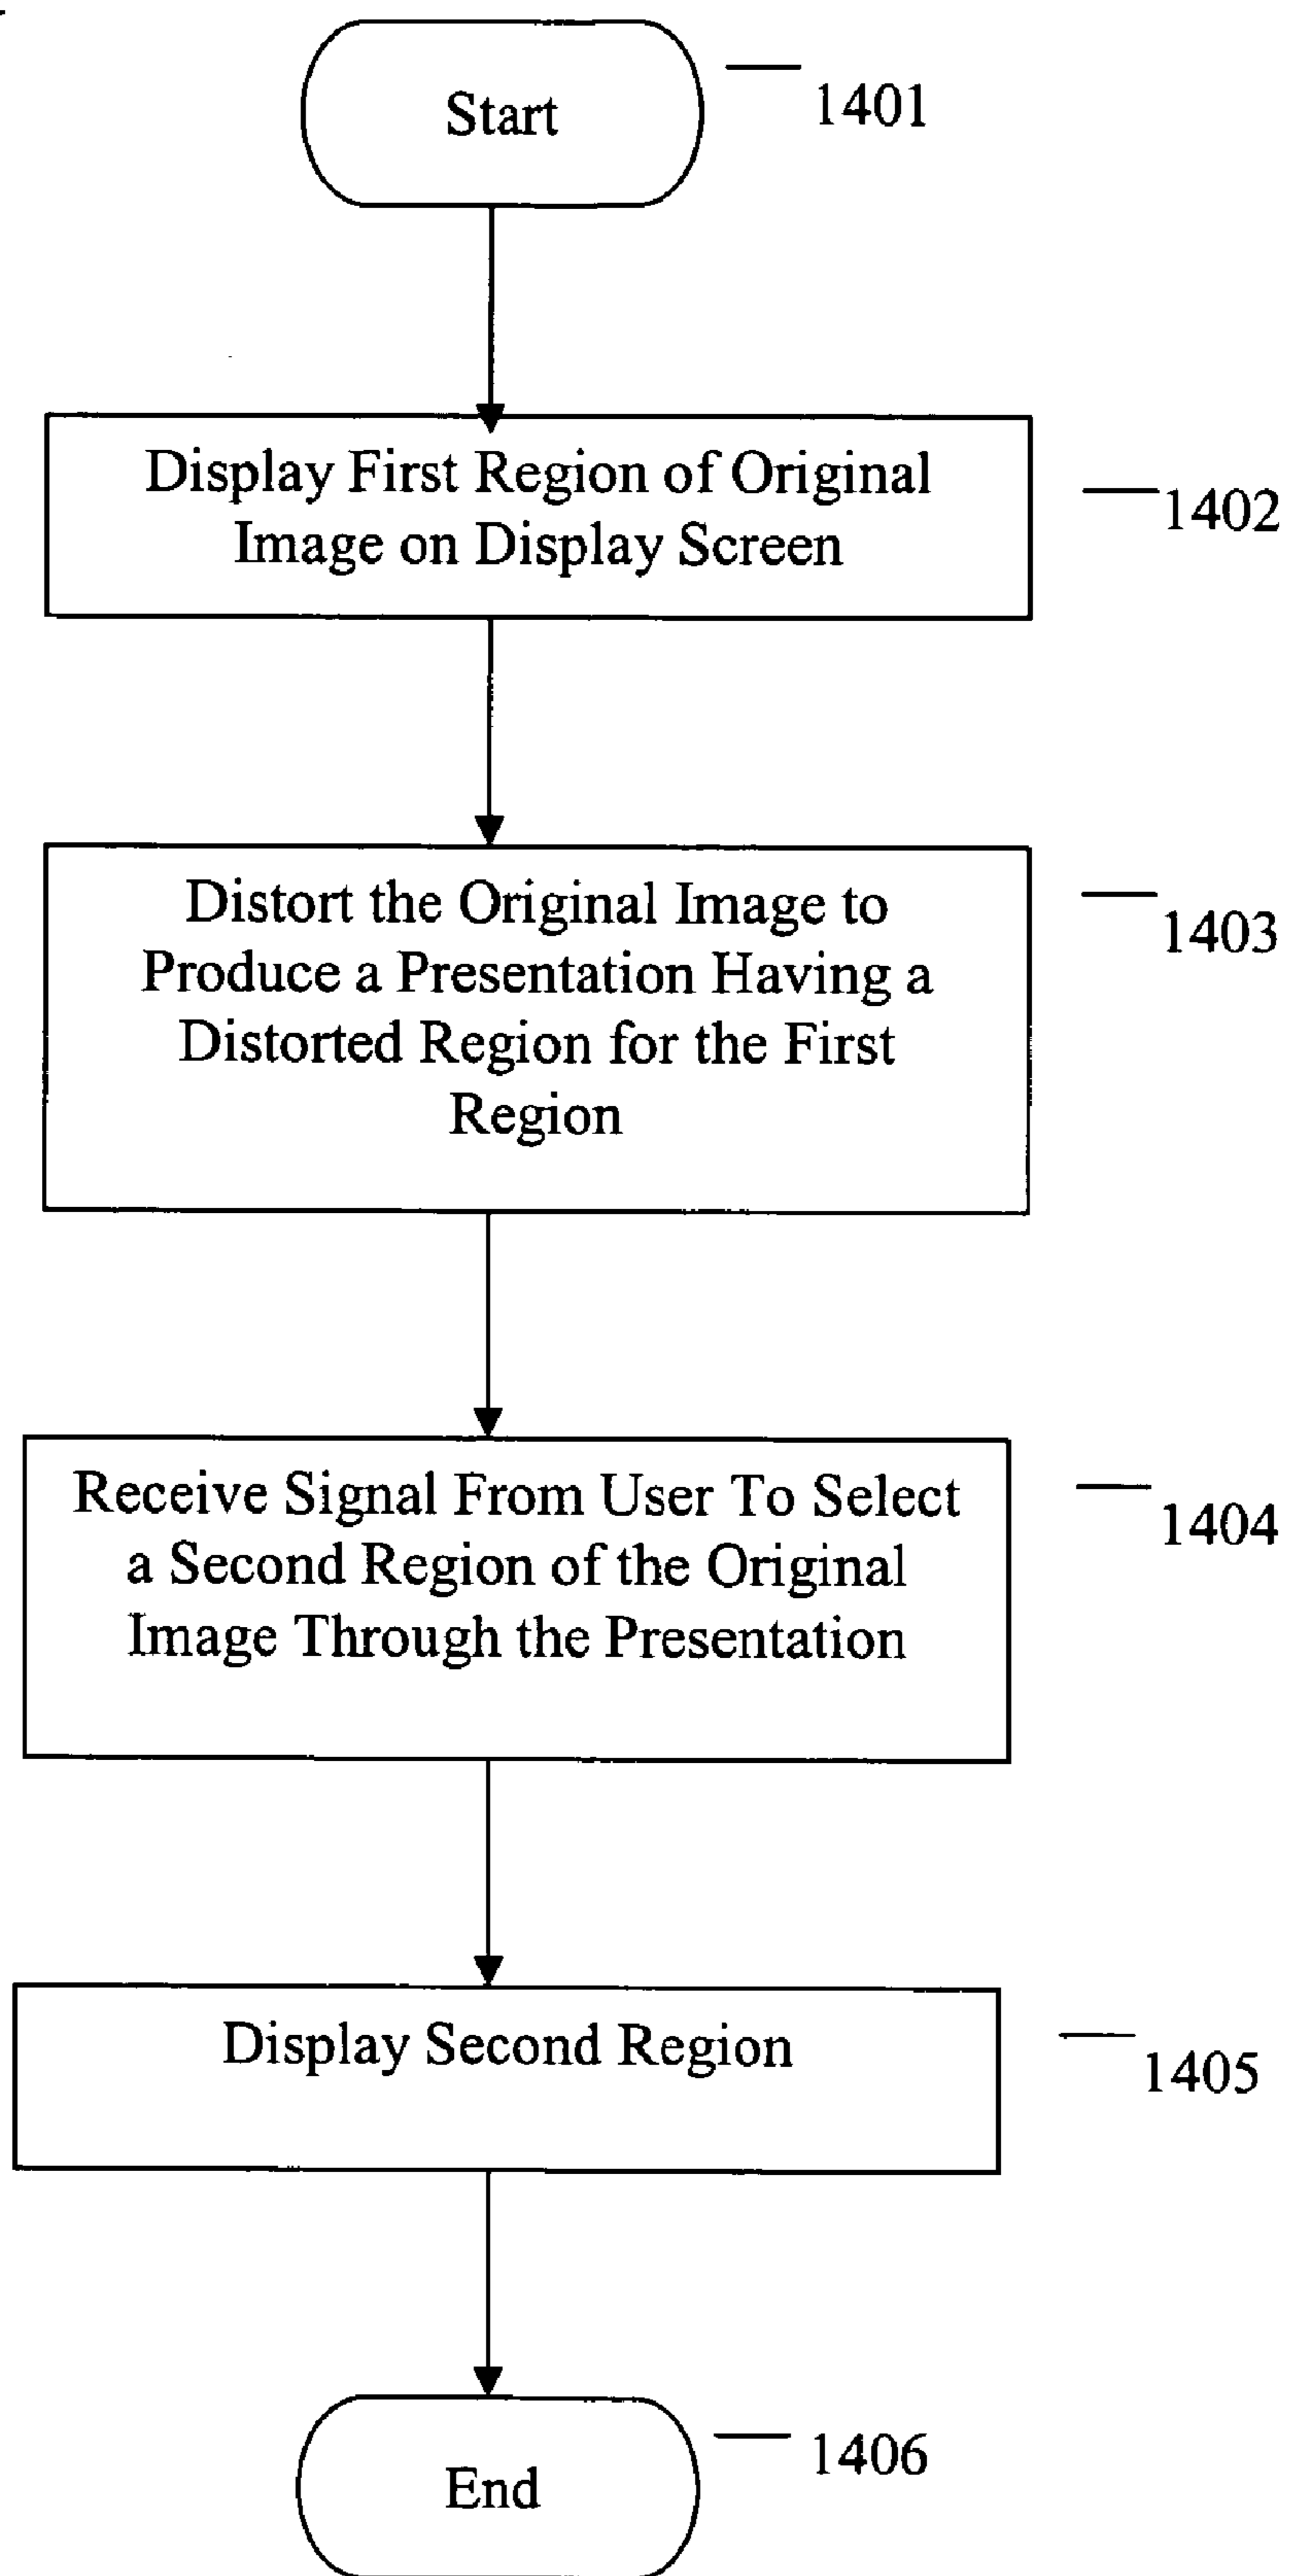 Start
1401
Display First Region of Original
Image on Display Screen
1402
Distort the Original Image to
Produce a Presentation Having a
Distorted Region for the First
Region
1403
Receive Signal From User To Select
a Second Region of the Original
Image Through the Presentation
1404
Display Second Region
1405
End
1406